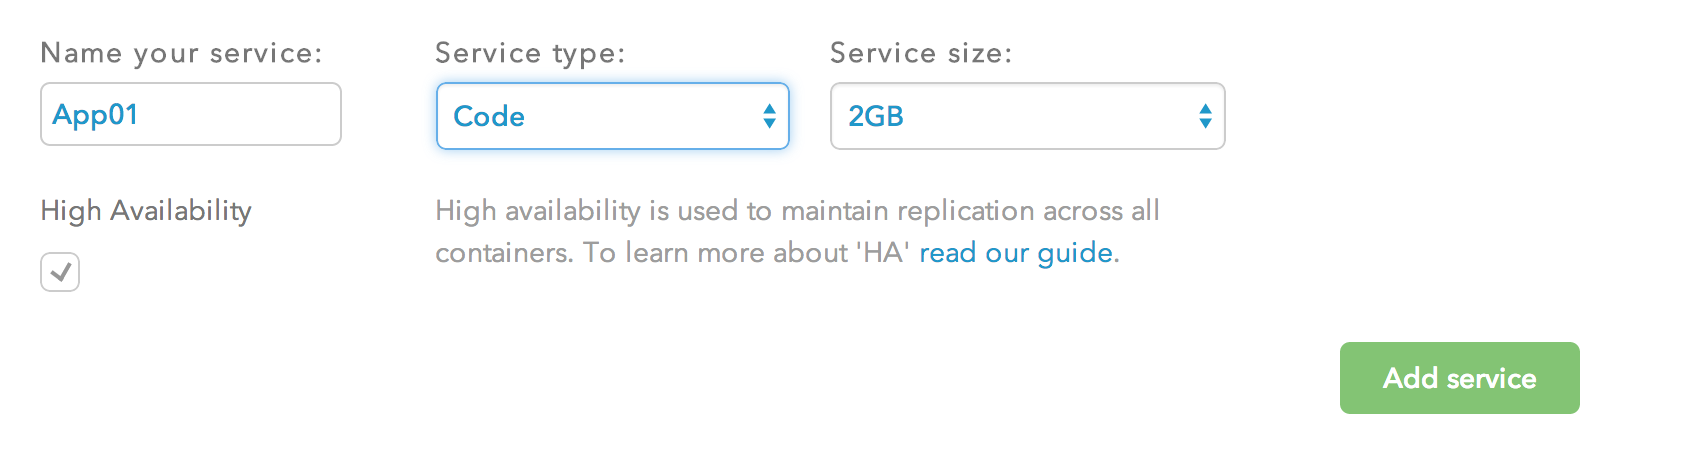 Name your service:
Service type:
Service size:
App01
Code
2GB
High Availability
High availability is used to maintain replication across all
containers. To learn more about 'HA' read our guide.
Add service